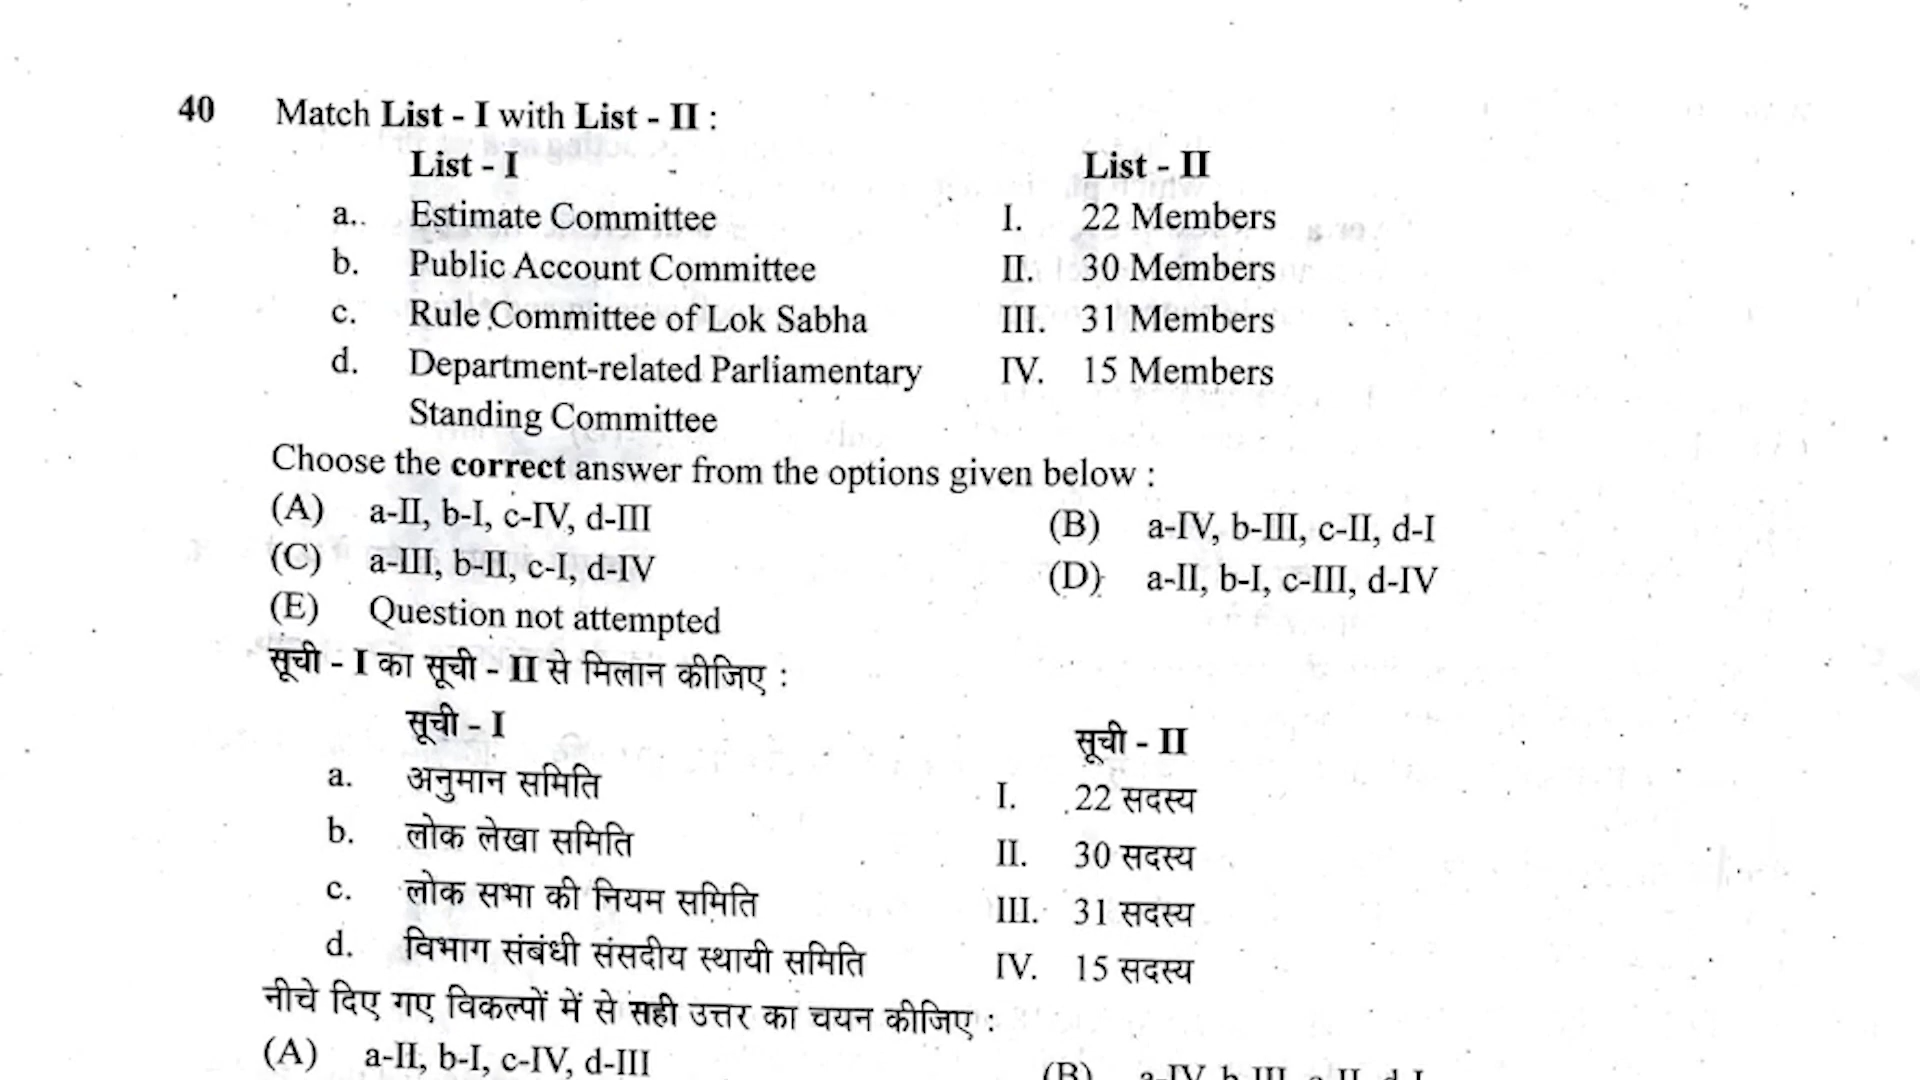 40 Match List - I with List - II :
List - I List - II
a.. Estimate Committee I. 22 Members
b. Public Account Committee II. 30 Members
c. Rule Committee of Lok Sabha III. 31 Members
d. Department-related Parliamentary IV. 15 Members
Standing Committee
Choose the correct answer from the options given below :
(A) a-II, b-I, c-IV, d-III (B) a-IV, b-III, c-II, d-I
(C) a-III, b-II, c-I, d-IV (D) a-II, b-I, c-III, d-IV
(E) Question not attempted
सूची - I का सूची - II से मिलान कीजिए :
सूची - I सूची - II
a. अनुमान समिति I. 22 सदस्य
b. लोक लेखा समिति II. 30 सदस्य
c. लोक सभा की नियम समिति III. 31 सदस्य
d. विभाग संबंधी संसदीय स्थायी समिति IV. 15 सदस्य
नीचे दिए गए विकल्पों में से सही उत्तर का चयन कीजिए :
(A) a-II, b-I, c-IV, d-III (B) a-IV, b-III, c-II, d-I